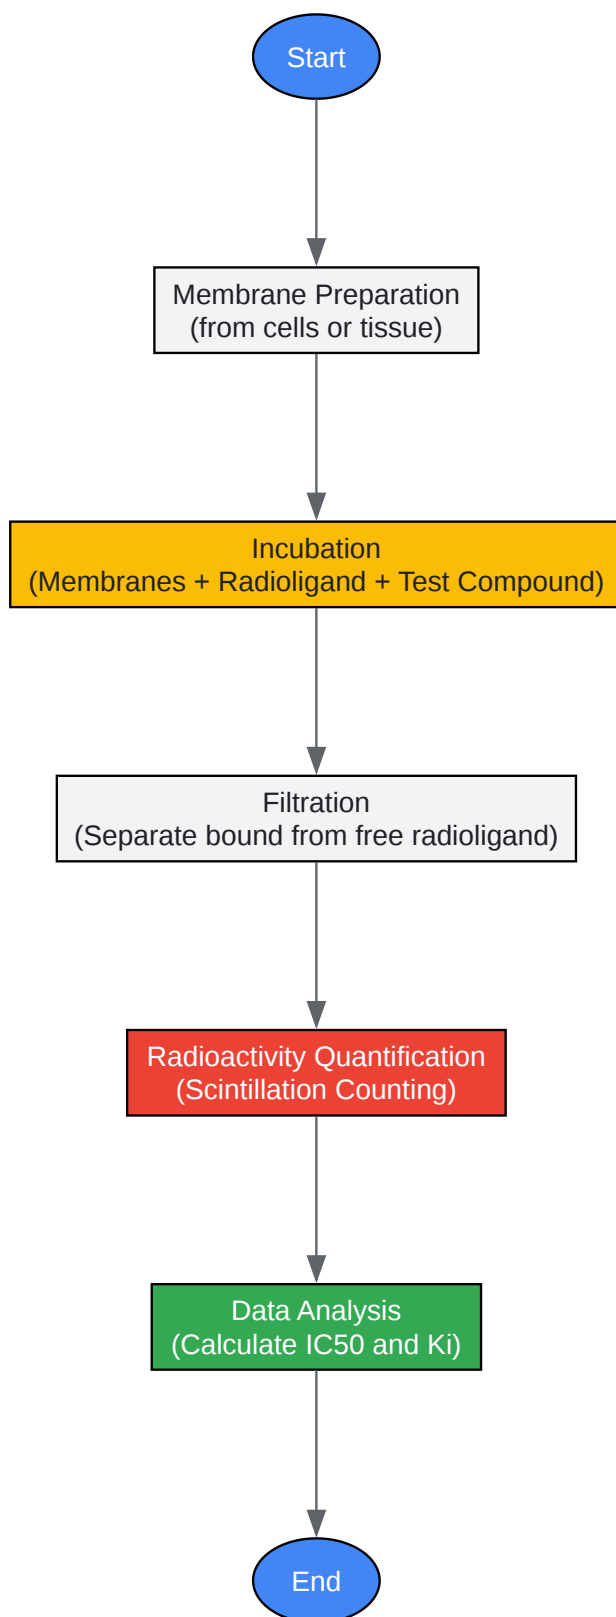 Start
Membrane Preparation
(from cells or tissue)
Incubation
(Membranes + Radioligand + Test Compound)
Filtration
(Separate bound from free radioligand)
Radioactivity Quantification
(Scintillation Counting)
Data Analysis
(Calculate IC50 and Ki)
End